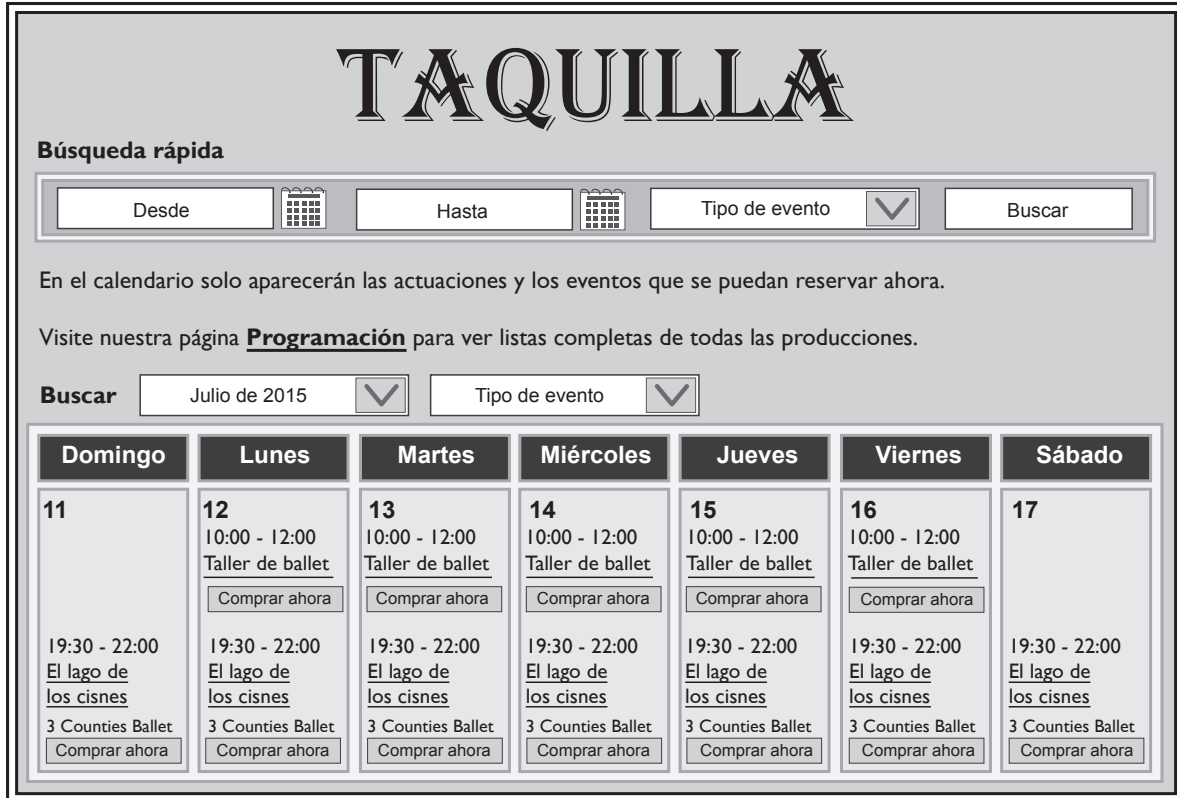 TAQUILLA
Búsqueda rápida
Desde Hasta Tipo de evento Buscar
En el calendario solo aparecerán las actuaciones y los eventos que se puedan reservar ahora.
Visite nuestra página Programación para ver listas completas de todas las producciones.
Buscar Julio de 2015 Tipo de evento
Domingo Lunes Martes Miércoles Jueves Viernes Sábado
11 12 13 14 15 16 17
10:00 - 12:00 10:00 - 12:00 10:00 - 12:00 10:00 - 12:00 10:00 - 12:00
Taller de ballet Taller de ballet Taller de ballet Taller de ballet Taller de ballet
Comprar ahora Comprar ahora Comprar ahora Comprar ahora Comprar ahora
19:30 - 22:00 19:30 - 22:00 19:30 - 22:00 19:30 - 22:00 19:30 - 22:00 19:30 - 22:00 19:30 - 22:00
El lago de El lago de El lago de El lago de El lago de El lago de El lago de
los cisnes los cisnes los cisnes los cisnes los cisnes los cisnes los cisnes
3 Counties Ballet 3 Counties Ballet 3 Counties Ballet 3 Counties Ballet 3 Counties Ballet 3 Counties Ballet 3 Counties Ballet
Comprar ahora Comprar ahora Comprar ahora Comprar ahora Comprar ahora Comprar ahora Comprar ahora